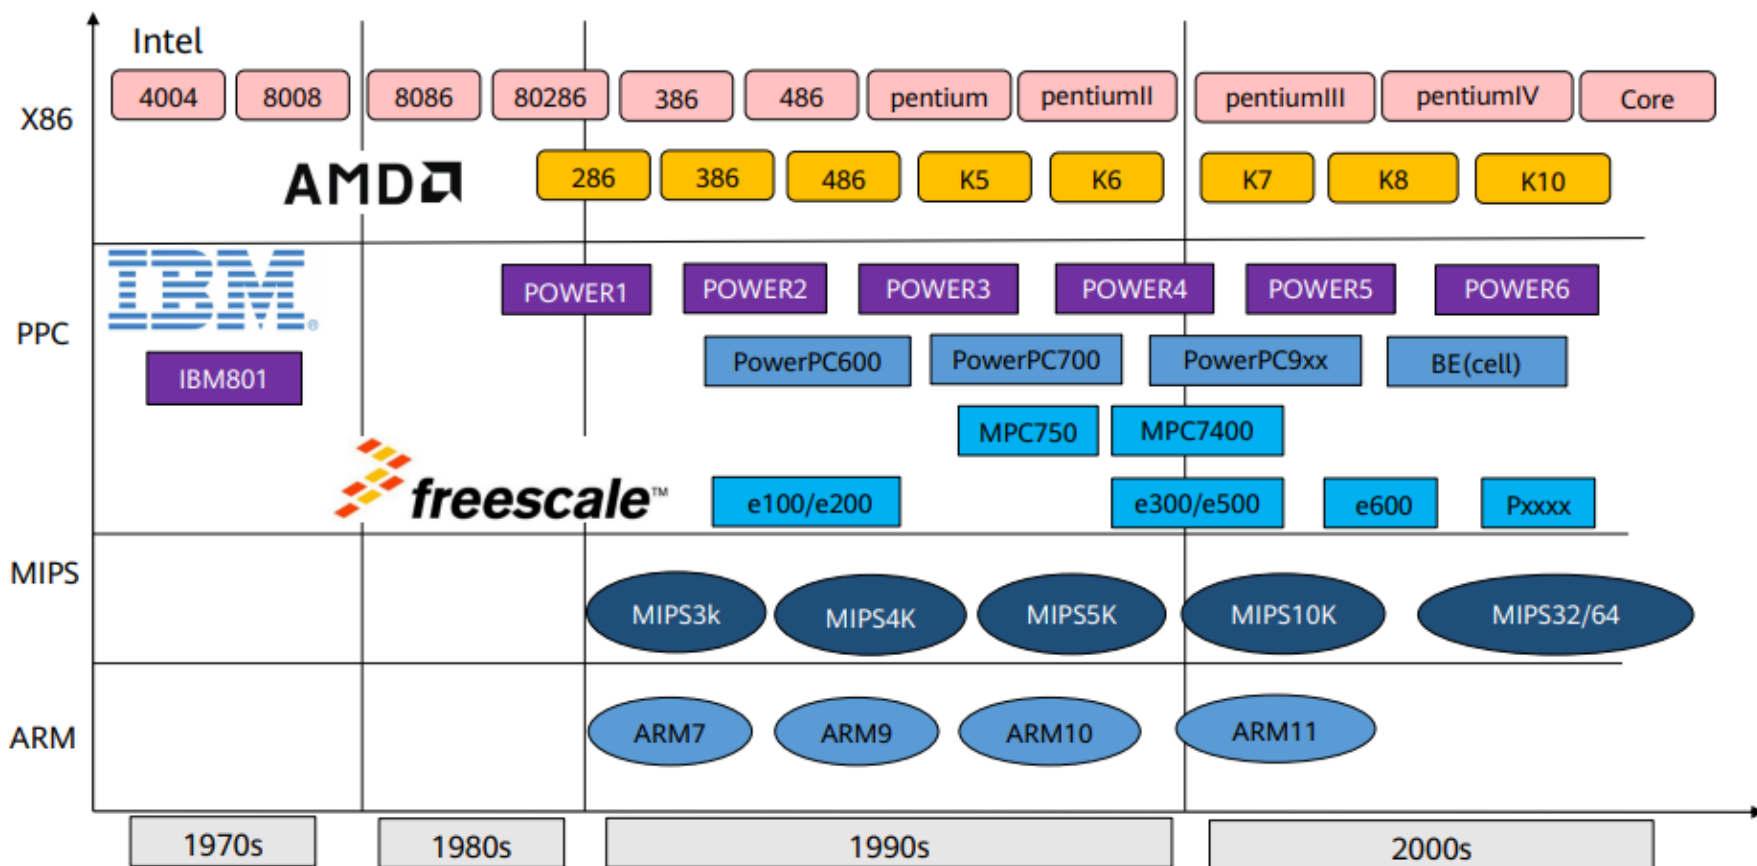 Intel
X86
4004 8008 8086 80286 386 486 pentium pentiumII pentiumIII pentiumIV Core
AMD
286 386 486 K5 K6 K7 K8 K10
PPC
IBM®
POWER1 POWER2 POWER3 POWER4 POWER5 POWER6
IBM801
PowerPC600 PowerPC700 PowerPC9xx BE(cell)
MPC750 MPC7400
freescale™
e100/e200 e300/e500 e600 Pxxxx
MIPS
MIPS3k MIPS4K MIPS5K MIPS10K MIPS32/64
ARM
ARM7 ARM9 ARM10 ARM11
1970s 1980s 1990s 2000s